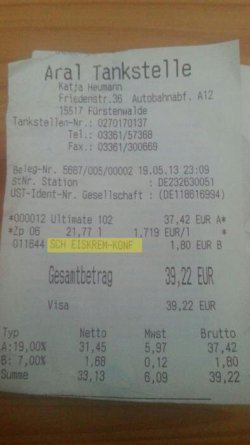 Aral Tankstelle
Katja Heumann
Friedenstr.36 Autobahnabf. A12
15517 Fürstenwalde
Tankstellen-Nr.: 0270170137
Tel.: 03361/57368
Fax.: 03361/300669
Beleg-Nr. 5687/005/00002 19.05.13 23:09
StNr. Station : DE232630051
UST-Ident-Nr. Gesellschaft : (DE118616994)
*000012 Ultimate 102 37,42 EUR A*
*Zp 06 21,77 l 1,719 EUR/l *
011644 SCH EISKREM-KONF 1,80 EUR B
Gesamtbetrag 39,22 EUR
Visa 39,22 EUR
Typ Netto Mwst Brutto
A:19,00% 31,45 5,97 37,42
B: 7,00% 1,68 0,12 1,80
Summe 33,13 6,09 39,22